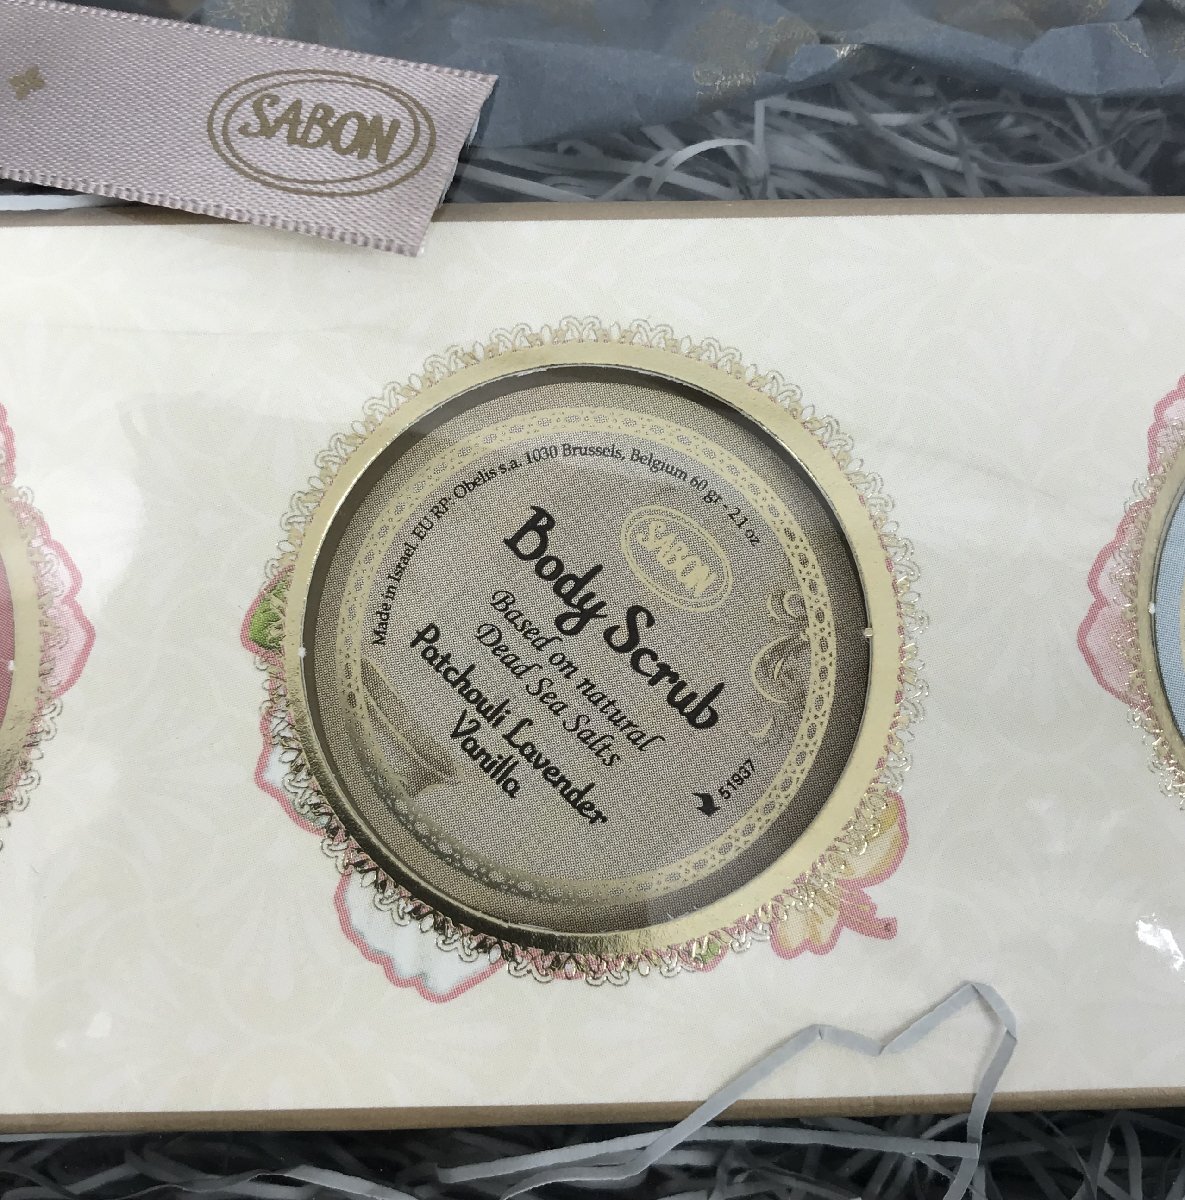 SABON
Made in Israel. EU RP: Obelis s.a. 1030 Brussels, Belgium 60 gr - 2.1 oz
SABON
Body Scrub
Based on natural
Dead Sea Salts
Patchouli Lavender
Vanilla
51937